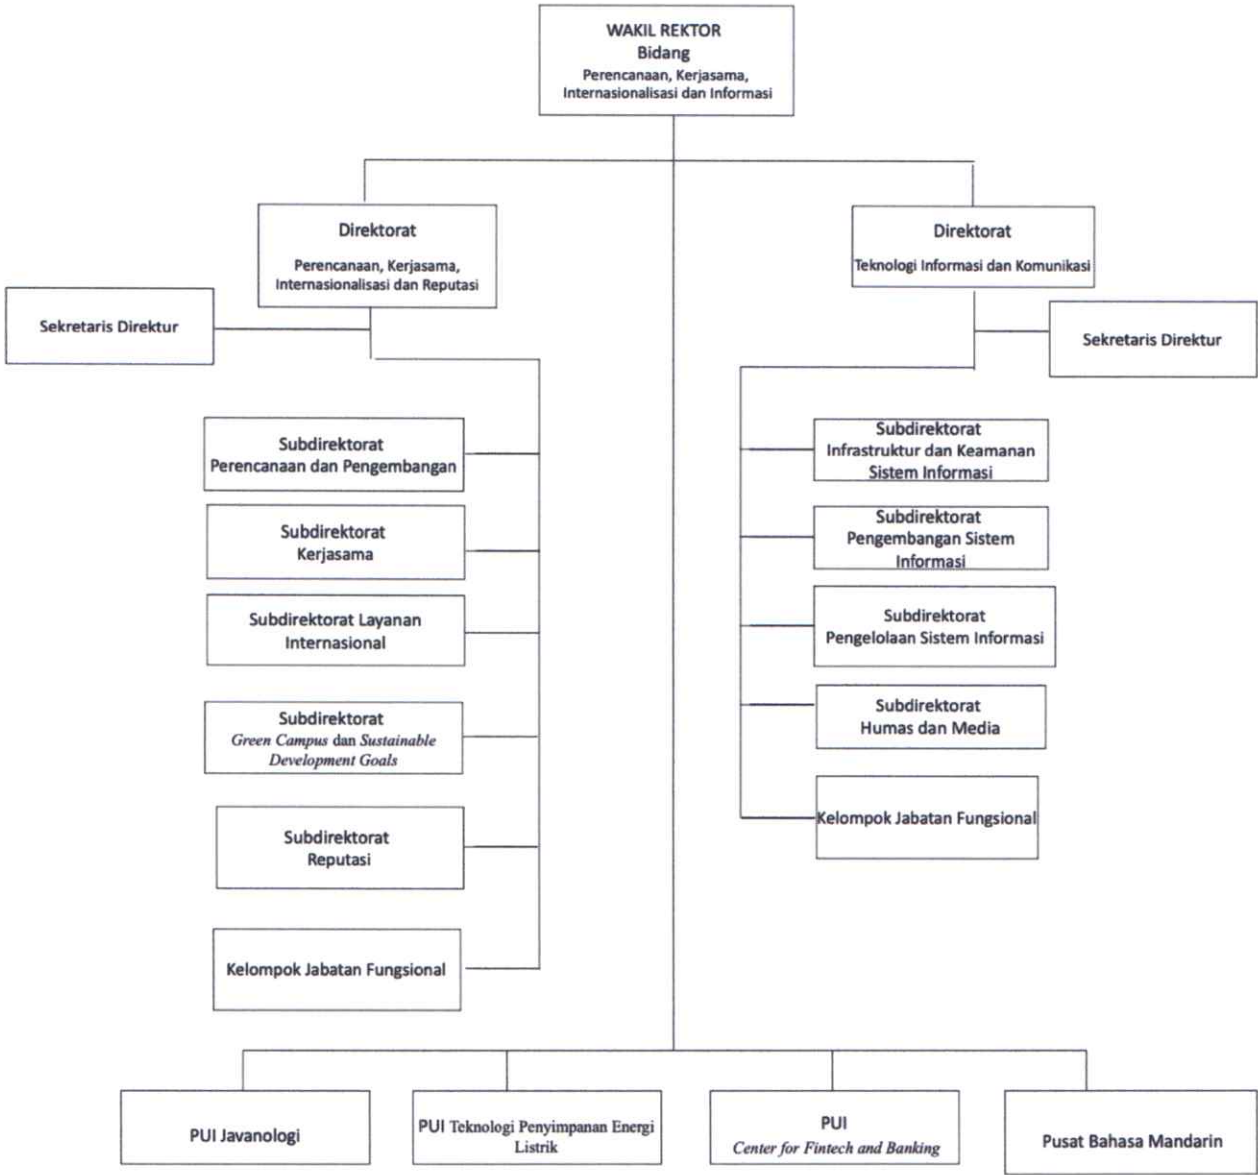 WAKIL REKTOR
Bidang
Perencanaan, Kerjasama,
Internasionalisasi dan Informasi
Direktorat
Perencanaan, Kerjasama,
Internasionalisasi dan Reputasi
Direktorat
Teknologi Informasi dan Komunikasi
Sekretaris Direktur
Sekretaris Direktur
Subdirektorat
Perencanaan dan Pengembangan
Subdirektorat
Kerjasama
Subdirektorat Layanan
Internasional
Subdirektorat
Green Campus dan Sustainable
Development Goals
Subdirektorat
Reputasi
Kelompok Jabatan Fungsional
Subdirektorat
Infrastruktur dan Keamanan
Sistem Informasi
Subdirektorat
Pengembangan Sistem
Informasi
Subdirektorat
Pengelolaan Sistem Informasi
Subdirektorat
Humas dan Media
Kelompok Jabatan Fungsional
PUI Javanologi
PUI Teknologi Penyimpanan Energi
Listrik
PUI
Center for Fintech and Banking
Pusat Bahasa Mandarin